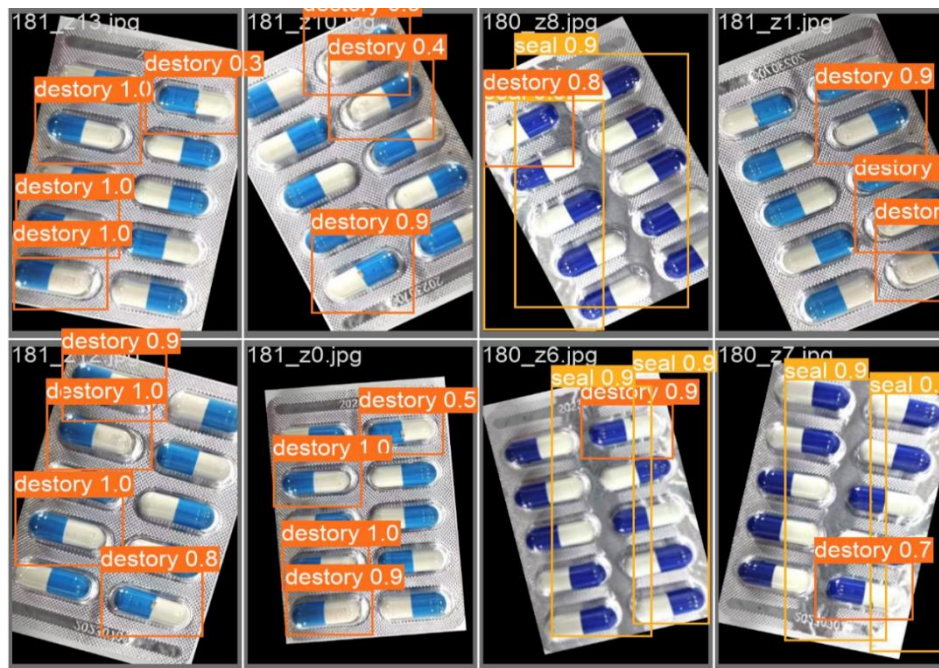 181_z13.jpg
destory 0.3
destory 1.0
destory 1.0
destory 1.0
181_z10.jpg
destory 0.4
destory 0.9
180_z8.jpg
seal 0.9
destory 0.8
181_z1.jpg
destory 0.9
destory
181_z12.jpg
destory 0.9
destory 1.0
destory 1.0
destory 0.8
181_z0.jpg
destory 0.5
destory 1.0
destory 1.0
destory 0.9
180_z6.jpg
seal 0.9
seal 0.9
destory 0.9
180_z7.jpg
seal 0.9
seal 0.
destory 0.7